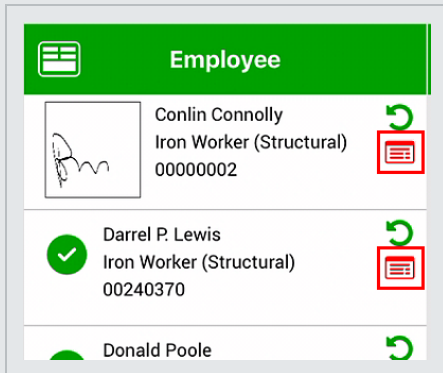 Employee
Conlin Connolly
Iron Worker (Structural)
00000002
Darrel P. Lewis
Iron Worker (Structural)
00240370
Donald Poole